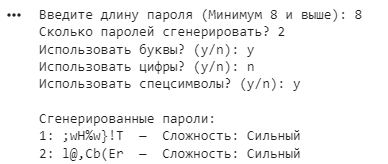 ••• Введите длину пароля (Минимум 8 и выше): 8
Сколько паролей сгенерировать? 2
Использовать буквы? (y/n): y
Использовать цифры? (y/n): n
Использовать спецсимволы? (y/n): y
Сгенерированные пароли:
1: ;wH%w}!T – Сложность: Сильный
2: l@,Cb(Er – Сложность: Сильный